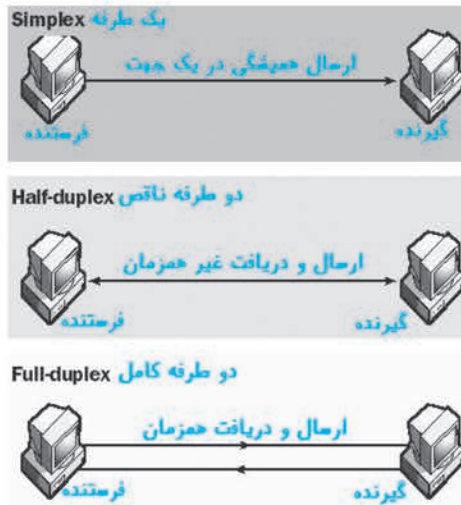 Simplex یک طرفه
ارسال همیشگی در یک جهت
گیرنده
فرستنده
Half-duplex دو طرفه ناقص
ارسال و دریافت غیر همزمان
گیرنده
فرستنده
Full-duplex دو طرفه کامل
ارسال و دریافت همزمان
گیرنده
فرستنده